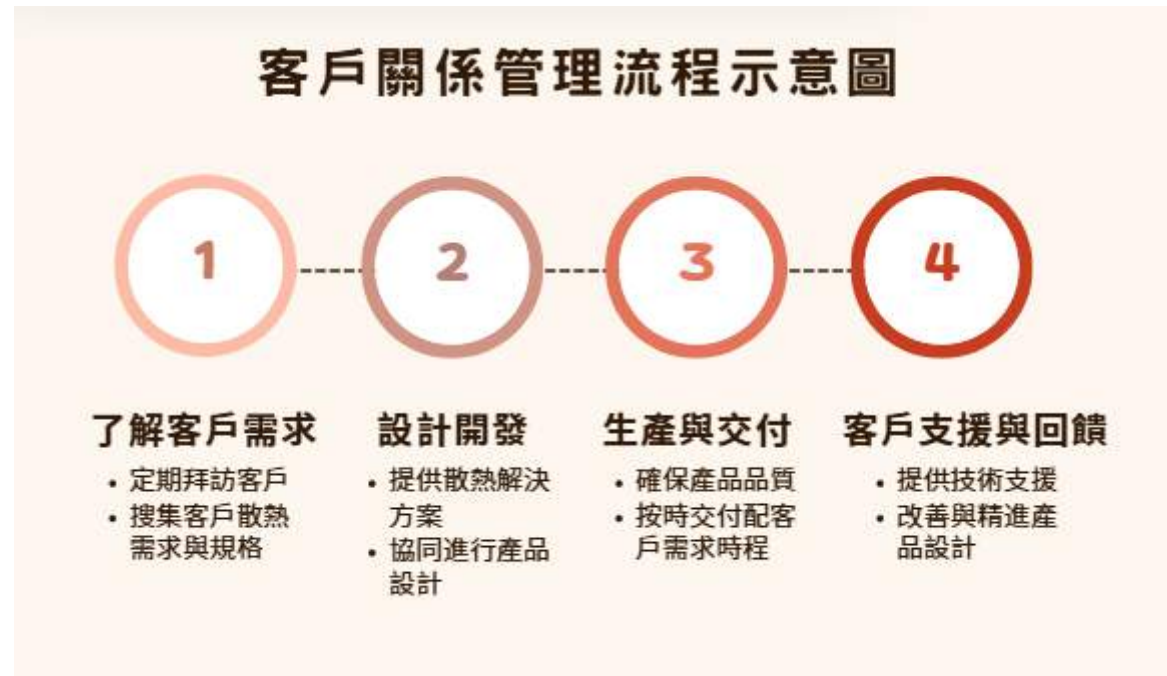 客戶關係管理流程示意圖
1
2
3
4
了解客戶需求
• 定期拜訪客戶
• 搜集客戶散熱
需求與規格
設計開發
• 提供散熱解決
方案
• 協同進行產品
設計
生產與交付
• 確保產品品質
• 按時交付配客
戶需求時程
客戶支援與回饋
• 提供技術支援
• 改善與精進產
品設計